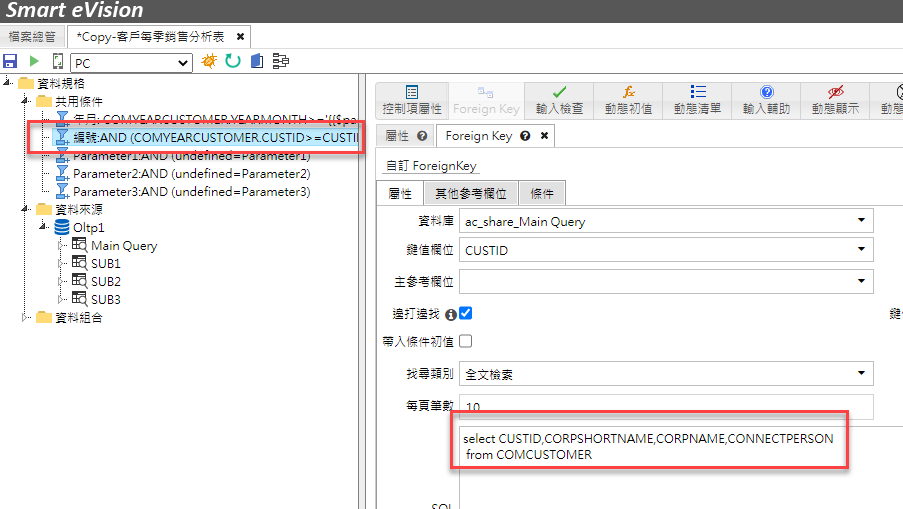 Smart eVision
檔案總管
*Copy-客戶每季銷售分析表
PC
資料規格
共用條件
年月: COMYEARCUSTOMER.YEARMONTH>='{($.pa
編號:AND (COMYEARCUSTOMER.CUSTID>=CUSTI
Parameter1:AND (undefined=Parameter1)
Parameter2:AND (undefined=Parameter2)
Parameter3:AND (undefined=Parameter3)
資料來源
Oltp1
Main Query
SUB1
SUB2
SUB3
資料組合
控制項屬性
Foreign Key
輸入檢查
動態初值
動態清單
輸入輔助
動態顯示
動態
屬性
Foreign Key
自訂 ForeignKey
屬性
其他參考欄位
條件
資料庫
ac_share_Main Query
鍵值欄位
CUSTID
主參考欄位
邊打邊找
鍵
帶入條件初值
找尋類別
全文檢索
每頁筆數
10
select CUSTID,CORPSHORTNAME,CORPNAME,CONNECTPERSON
from COMCUSTOMER
SQL